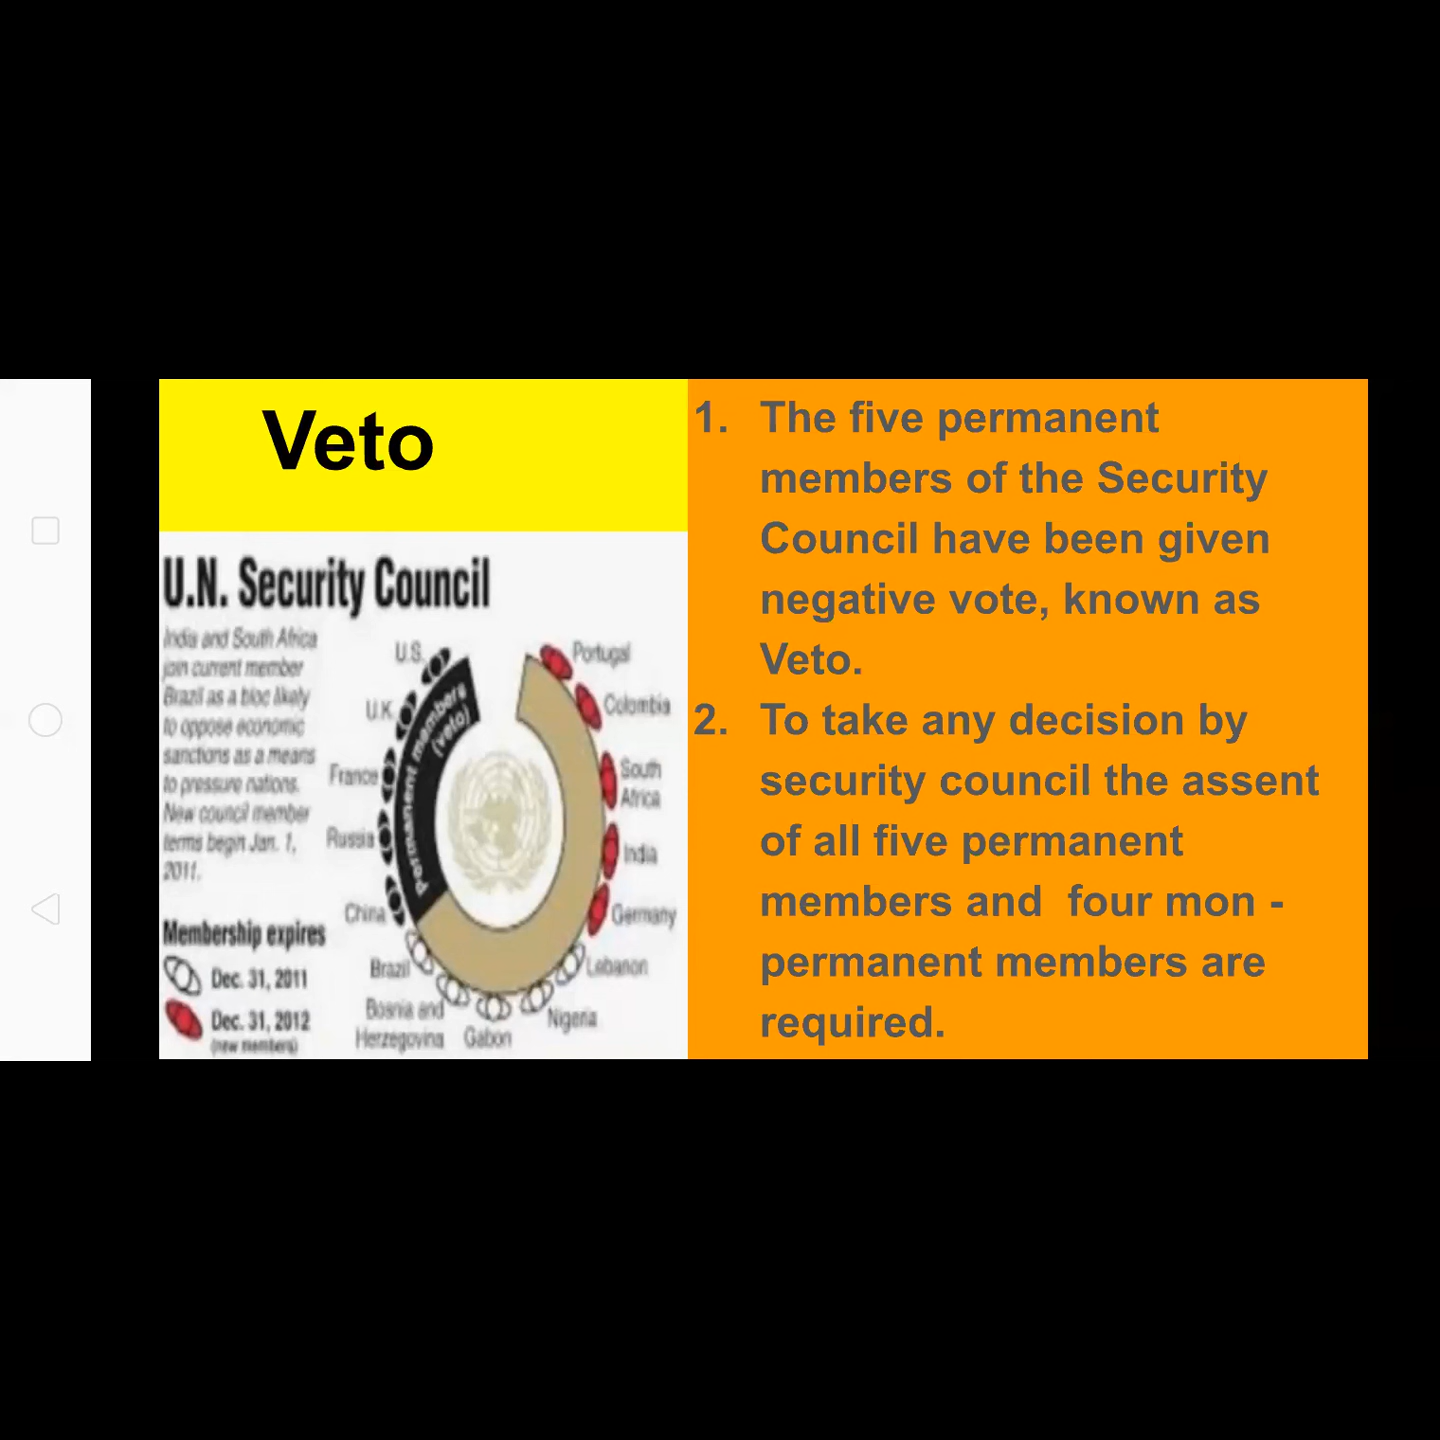 Veto
U.N. Security Council
India and South Africa
join current member
Brazil as a bloc likely
to oppose economic
sanctions as a means
to pressure nations.
New council member
terms begin Jan. 1,
2011.
Membership expires
Dec. 31, 2011
Dec. 31, 2012
(new members)
U.S.
U.K.
France
Russia
China
Brazil
Bosnia and
Herzegovina
Gabon
Nigeria
Lebanon
Germany
India
South
Africa
Colombia
Portugal
Permanent members
(veto)
1. The five permanent
members of the Security
Council have been given
negative vote, known as
Veto.
2. To take any decision by
security council the assent
of all five permanent
members and four mon -
permanent members are
required.